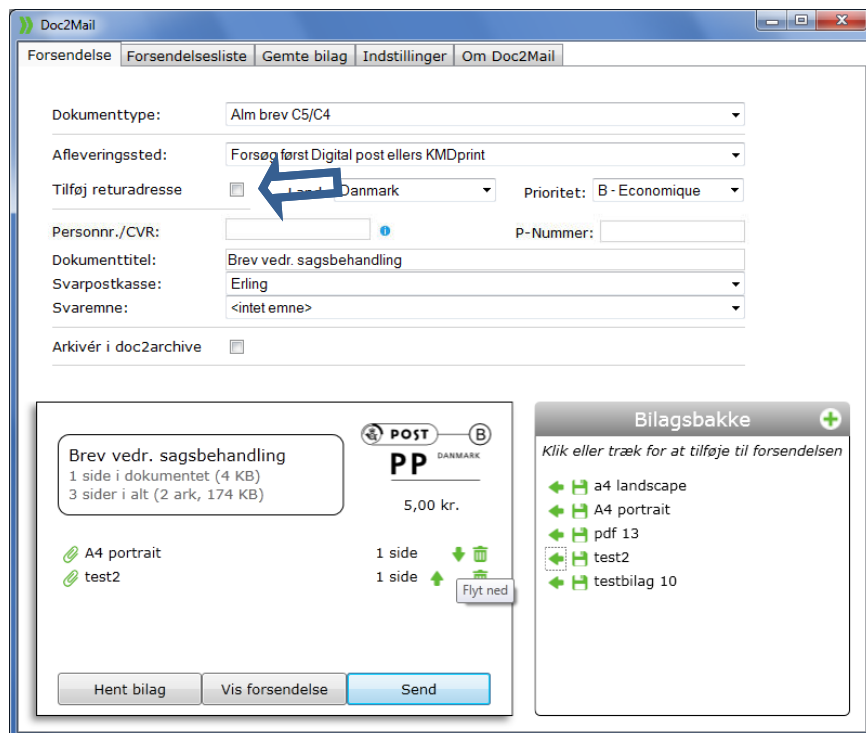 Doc2Mail
Forsendelse Forsendelsesliste Gemte bilag Indstillinger Om Doc2Mail
Dokumenttype: Alm brev C5/C4
Afleveringssted: Forsøg først Digital post ellers KMDprint
Tilføj returadresse Danmark Prioritet: B - Economique
Personnr./CVR: P-Nummer:
Dokumenttitel: Brev vedr. sagsbehandling
Svarpostkasse: Erling
Svaremne: <intet emne>
Arkivér i doc2archive
Brev vedr. sagsbehandling
1 side i dokumentet (4 KB)
3 sider i alt (2 ark, 174 KB)
POST B
PP DANMARK
5,00 kr.
A4 portrait 1 side
test2 1 side
Flyt ned
Hent bilag Vis forsendelse Send
Bilagsbakke
Klik eller træk for at tilføje til forsendelsen
a4 landscape
A4 portrait
pdf 13
test2
testbilag 10